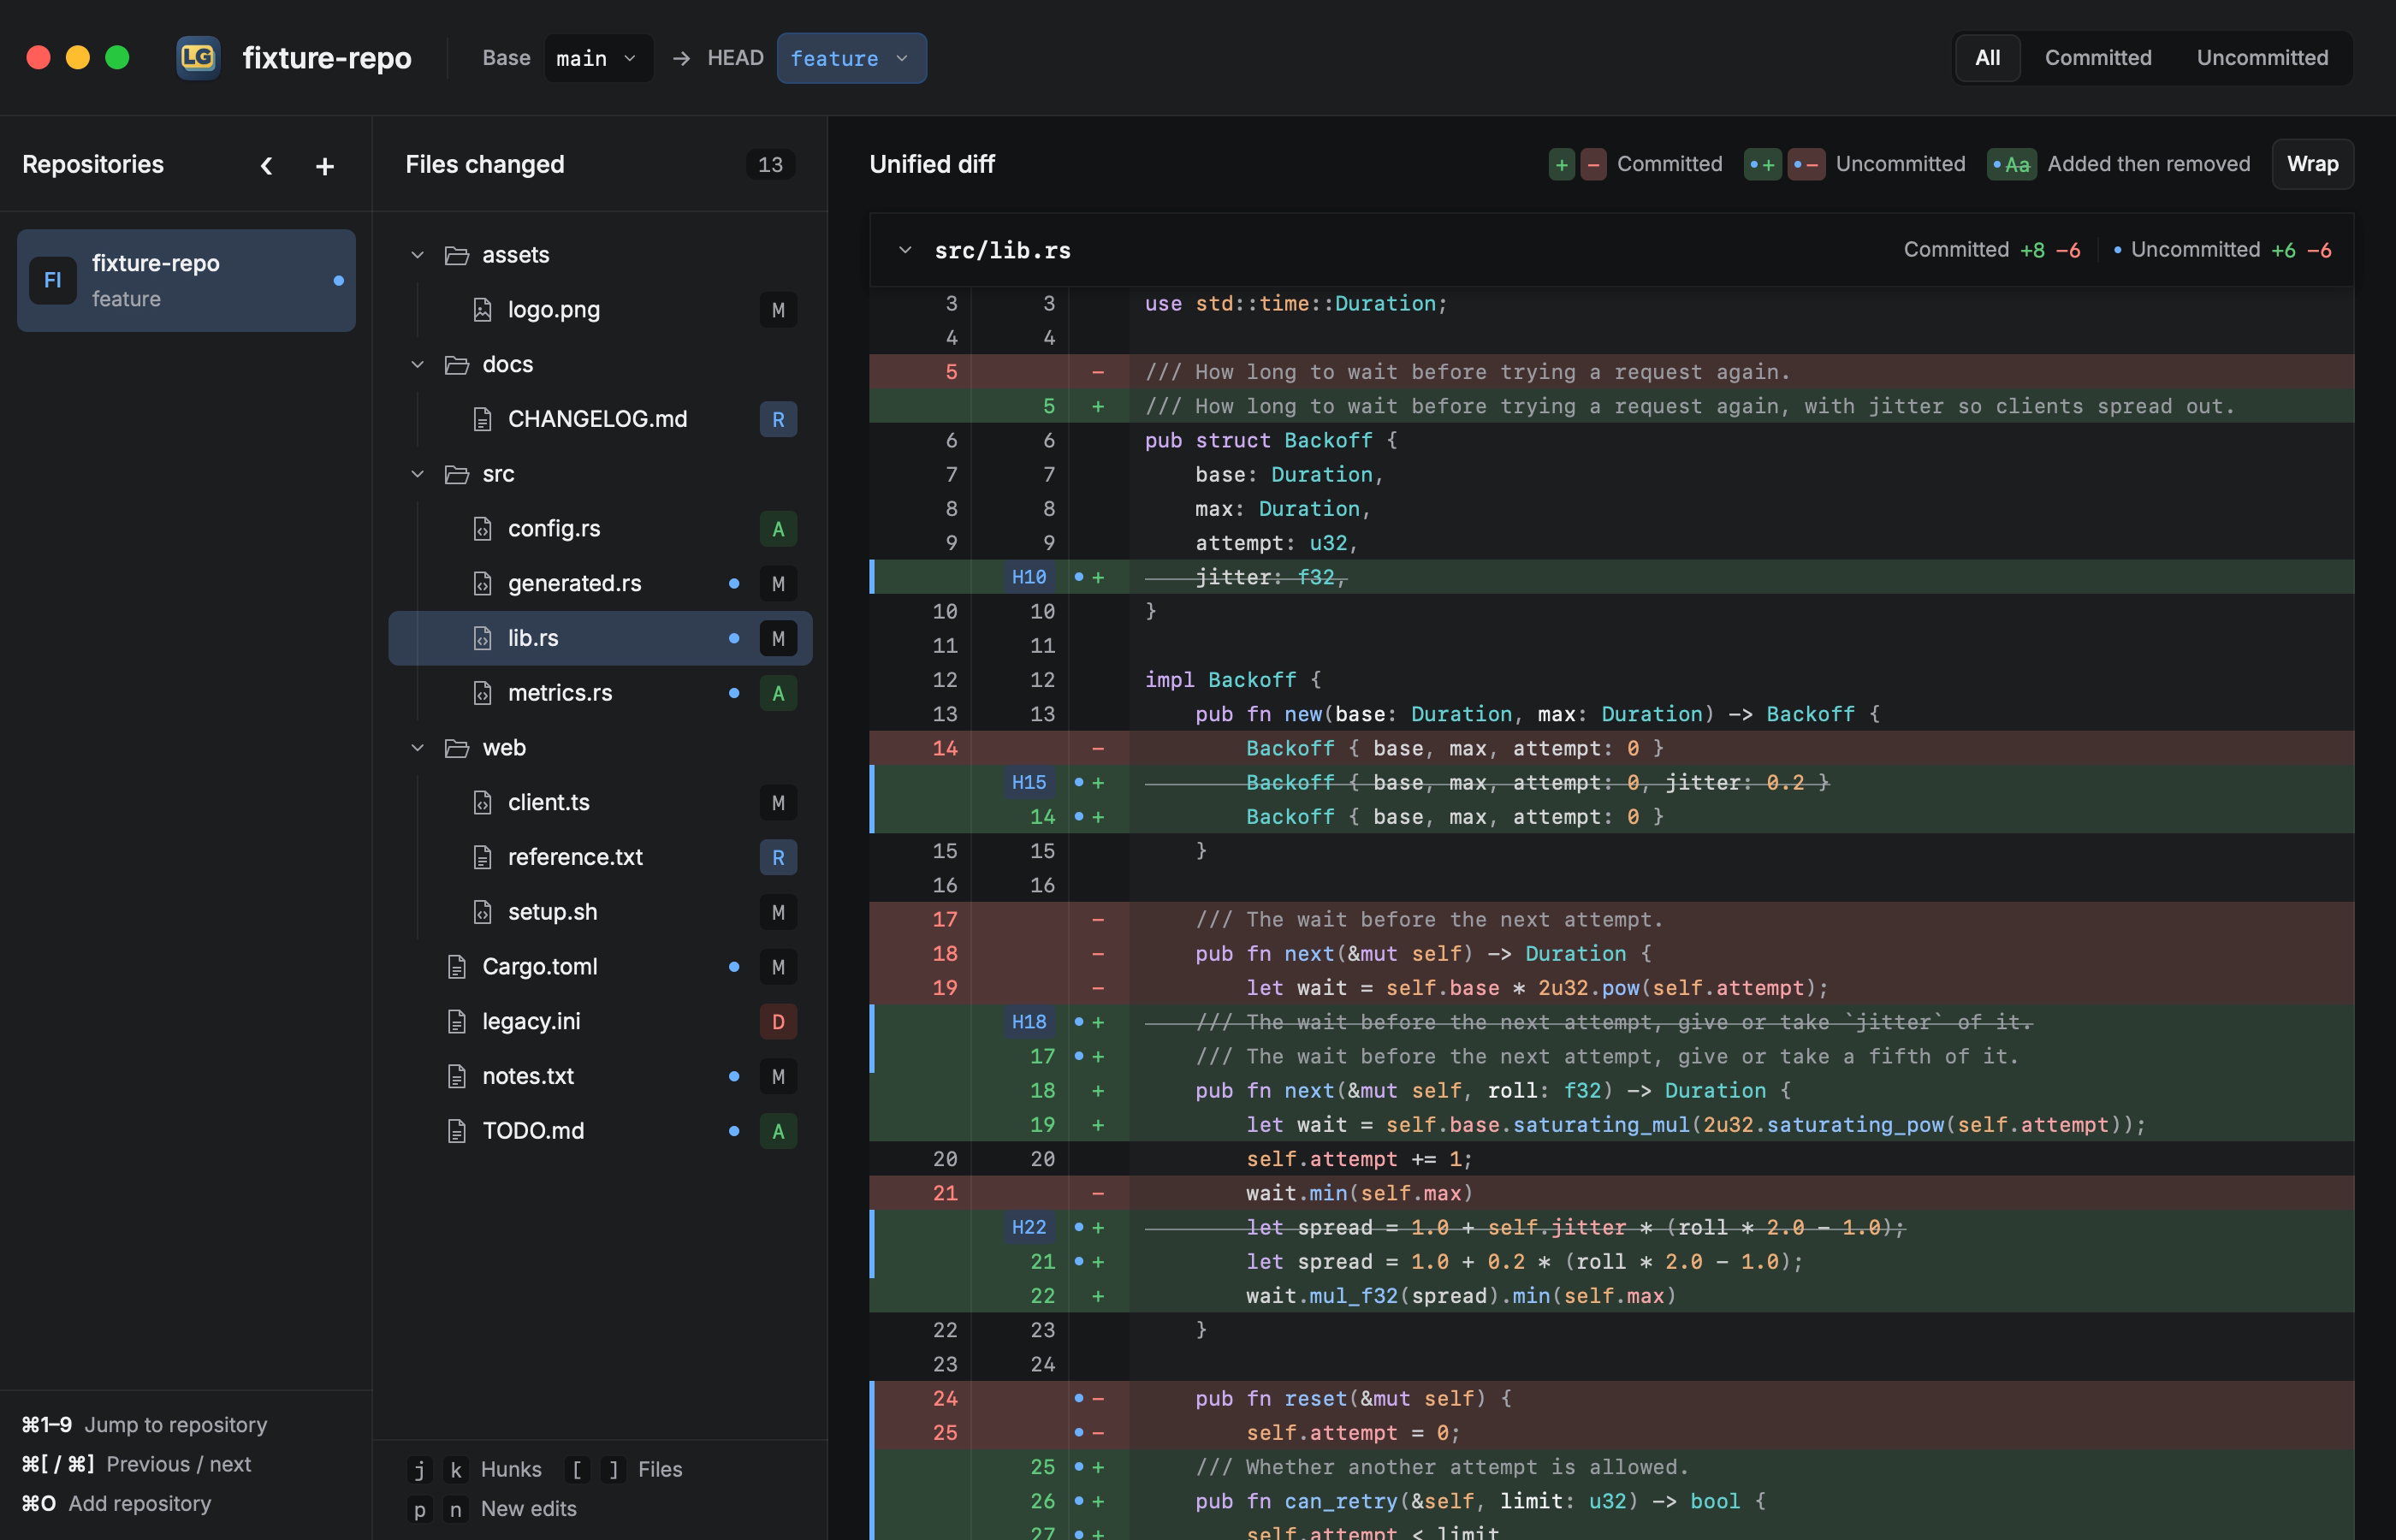 LG fixture-repo Base main → HEAD feature All Committed Uncommitted
Repositories
FI fixture-repo
feature
⌘1–9 Jump to repository
⌘[ / ⌘] Previous / next
⌘O Add repository
Files changed 13
assets
logo.png M
docs
CHANGELOG.md R
src
config.rs A
generated.rs M
lib.rs M
metrics.rs A
web
client.ts M
reference.txt R
setup.sh M
Cargo.toml M
legacy.ini D
notes.txt M
TODO.md A
j k Hunks [ ] Files
p n New edits
Unified diff + − Committed •+ •− Uncommitted •Aa Added then removed Wrap
src/lib.rs Committed +8 −6 • Uncommitted +6 −6
3 3 use std::time::Duration;
4 4
5 − /// How long to wait before trying a request again.
5 + /// How long to wait before trying a request again, with jitter so clients spread out.
6 6 pub struct Backoff {
7 7 base: Duration,
8 8 max: Duration,
9 9 attempt: u32,
H10 • + jitter: f32,
10 10 }
11 11
12 12 impl Backoff {
13 13 pub fn new(base: Duration, max: Duration) -> Backoff {
14 − Backoff { base, max, attempt: 0 }
H15 • + Backoff { base, max, attempt: 0, jitter: 0.2 }
14 • + Backoff { base, max, attempt: 0 }
15 15 }
16 16
17 − /// The wait before the next attempt.
18 − pub fn next(&mut self) -> Duration {
19 − let wait = self.base * 2u32.pow(self.attempt);
H18 • + /// The wait before the next attempt, give or take `jitter` of it.
17 • + /// The wait before the next attempt, give or take a fifth of it.
18 + pub fn next(&mut self, roll: f32) -> Duration {
19 + let wait = self.base.saturating_mul(2u32.saturating_pow(self.attempt));
20 20 self.attempt += 1;
21 − wait.min(self.max)
H22 • + let spread = 1.0 + self.jitter * (roll * 2.0 - 1.0);
21 • + let spread = 1.0 + 0.2 * (roll * 2.0 - 1.0);
22 + wait.mul_f32(spread).min(self.max)
22 23 }
23 24
24 • − pub fn reset(&mut self) {
25 • − self.attempt = 0;
25 • + /// Whether another attempt is allowed.
26 • + pub fn can_retry(&self, limit: u32) -> bool {
27 • + self.attempt < limit